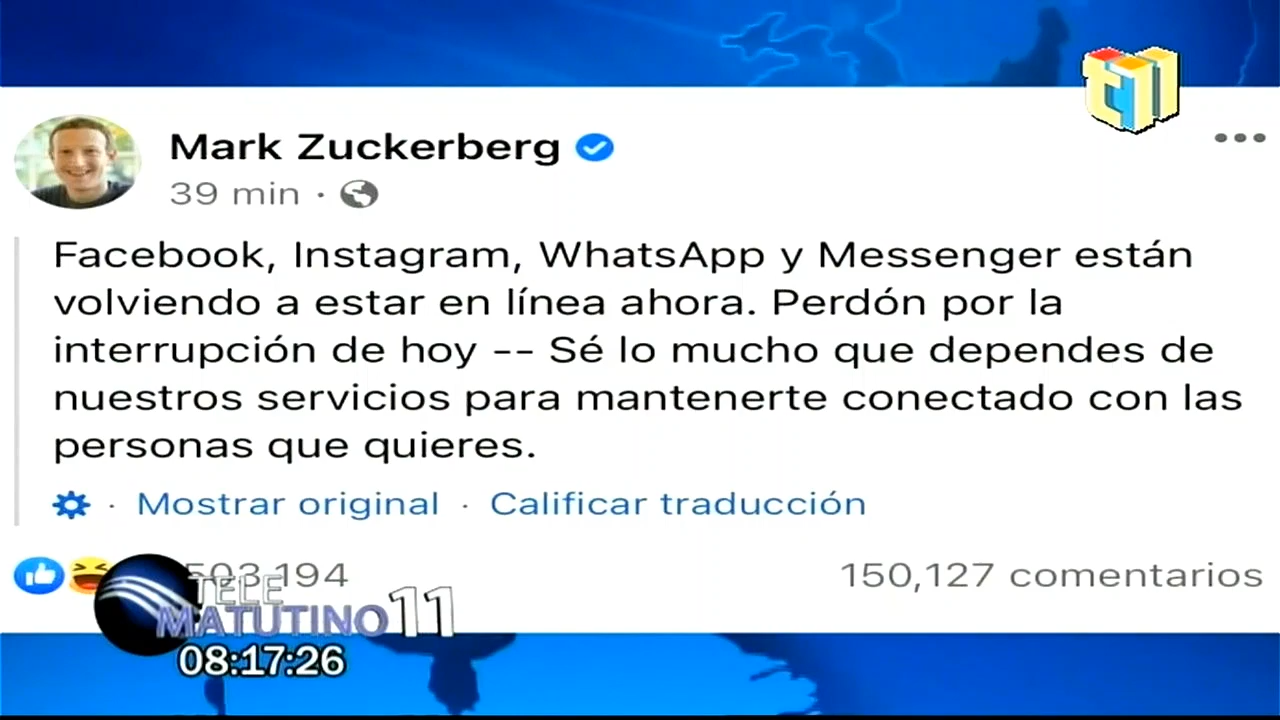 t11
Mark Zuckerberg
39 min ·
Facebook, Instagram, WhatsApp y Messenger están
volviendo a estar en línea ahora. Perdón por la
interrupción de hoy -- Sé lo mucho que dependes de
nuestros servicios para mantenerte conectado con las
personas que quieres.
· Mostrar original · Calificar traducción
503,194
150,127 comentarios
TELE
MATUTINO 11
08:17:26